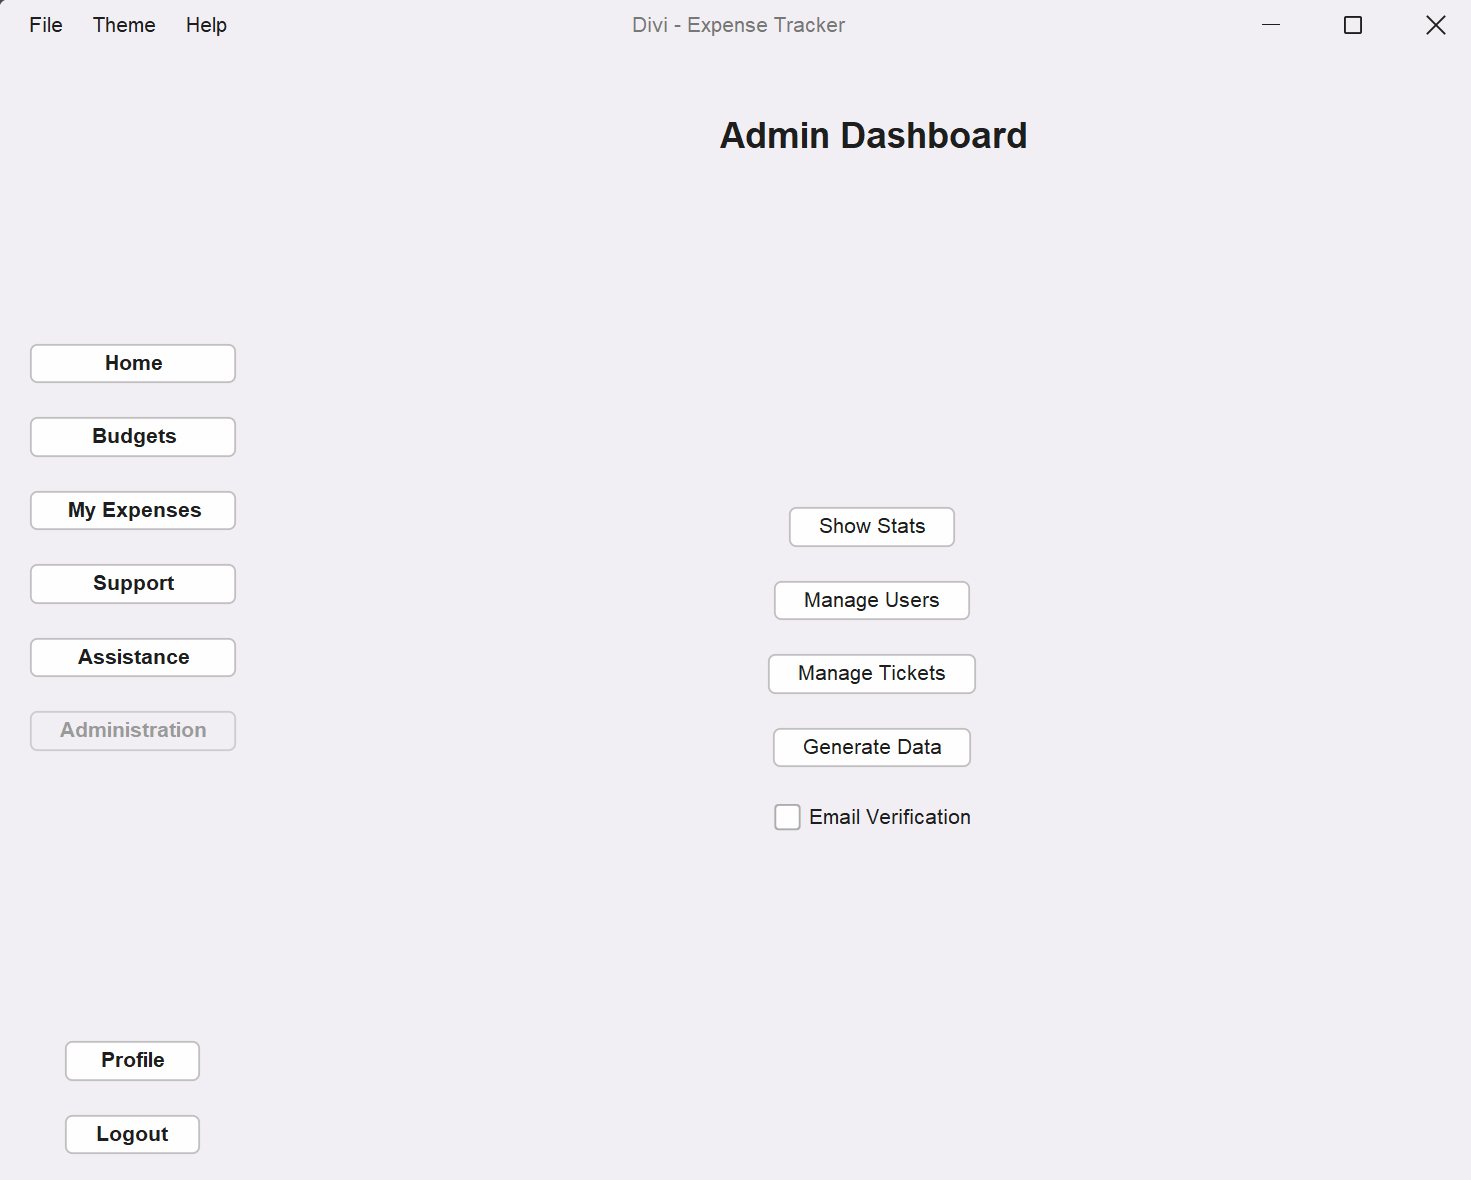 File Theme Help
Divi - Expense Tracker
Admin Dashboard
Home
Budgets
My Expenses
Support
Assistance
Administration
Show Stats
Manage Users
Manage Tickets
Generate Data
Email Verification
Profile
Logout